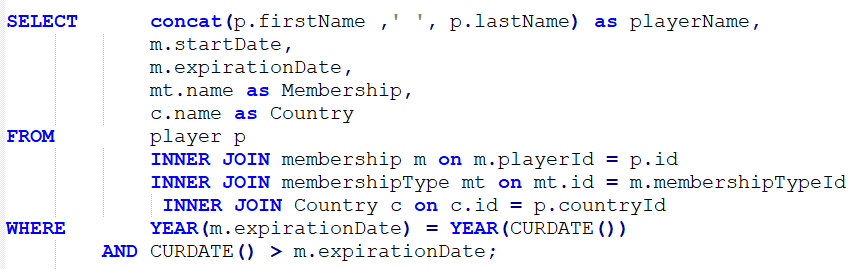 SELECT concat(p.firstName ,' ', p.lastName) as playerName,
m.startDate,
m.expirationDate,
mt.name as Membership,
c.name as Country
FROM player p
INNER JOIN membership m on m.playerId = p.id
INNER JOIN membershipType mt on mt.id = m.membershipTypeId
INNER JOIN Country c on c.id = p.countryId
WHERE YEAR(m.expirationDate) = YEAR(CURDATE())
AND CURDATE() > m.expirationDate;